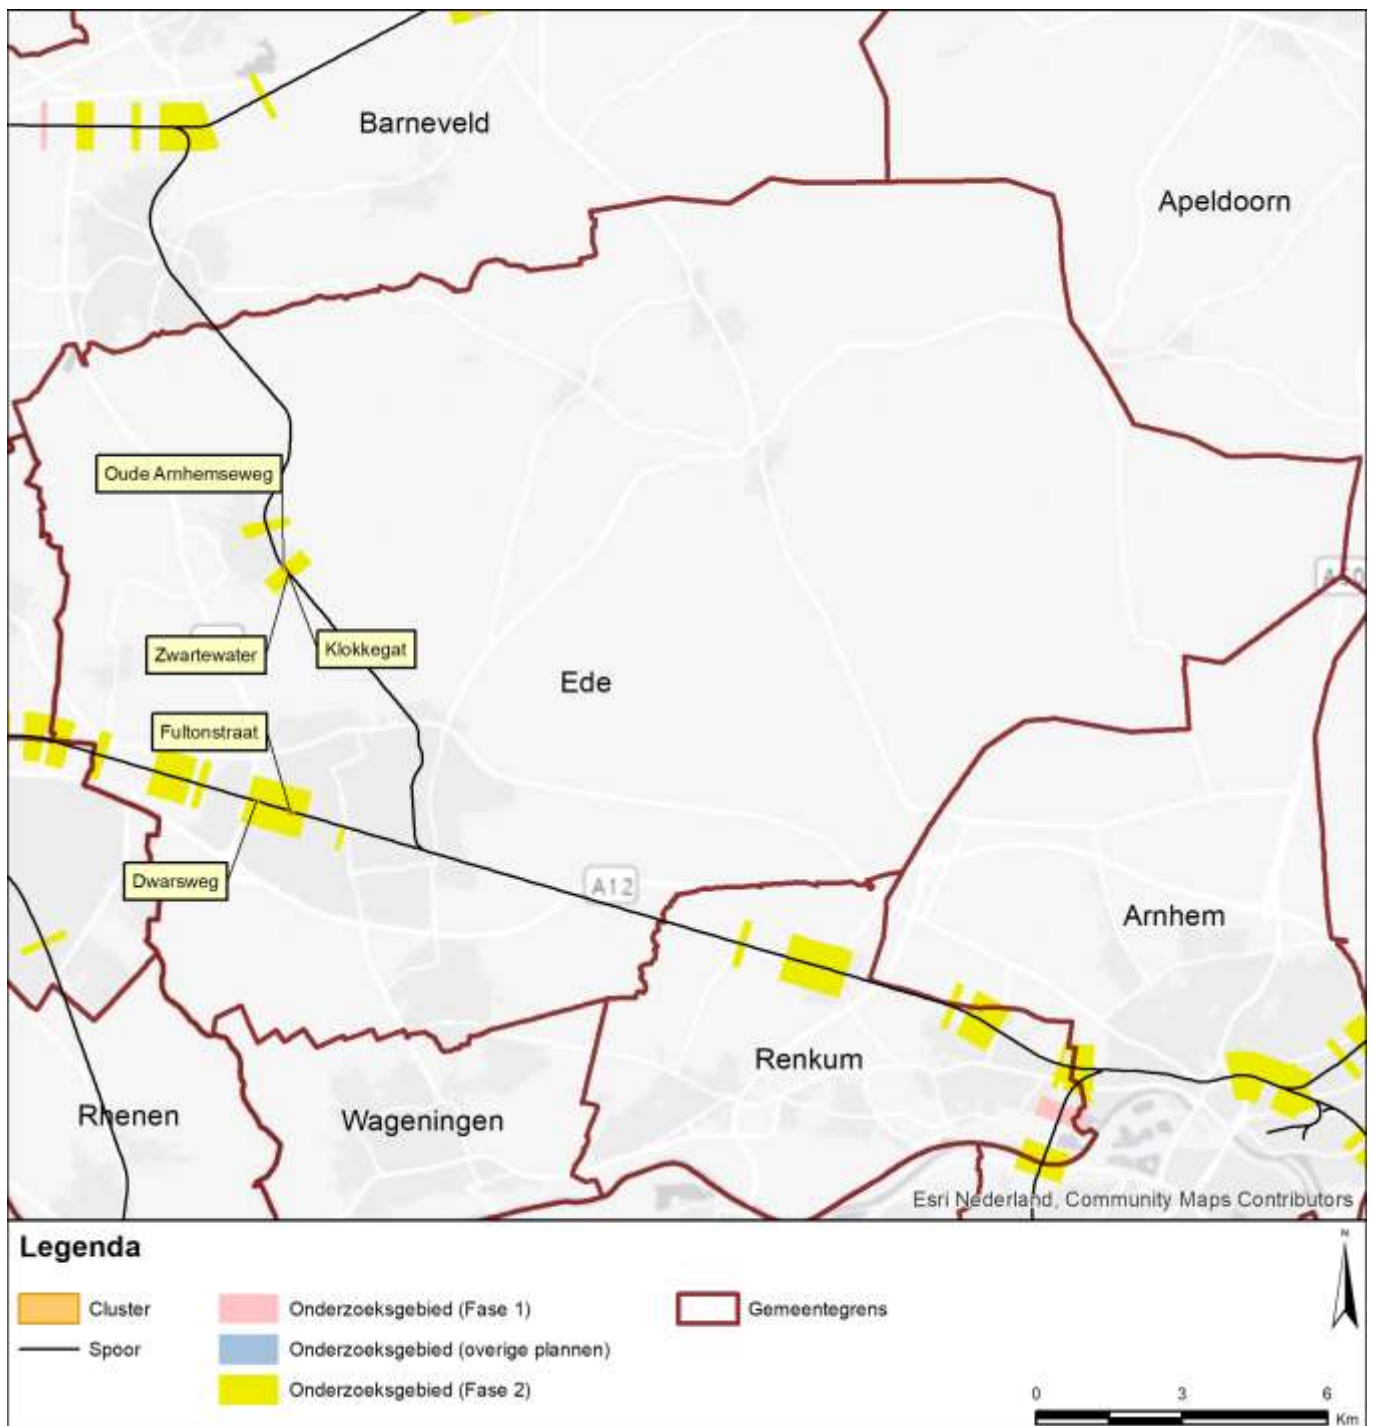 Barneveld
Apeldoorn
Oude Arnhemseweg
Zwartewater
Klokkegat
Ede
Fultonstraat
Dwarsweg
A12
Arnhem
Renkum
Rhenen
Wageningen
Esri Nederland, Community Maps Contributors
Legenda
N
Cluster
Onderzoeksgebied (Fase 1)
Gemeentegrens
Spoor
Onderzoeksgebied (overige plannen)
Onderzoeksgebied (Fase 2)
0 3 6
Km